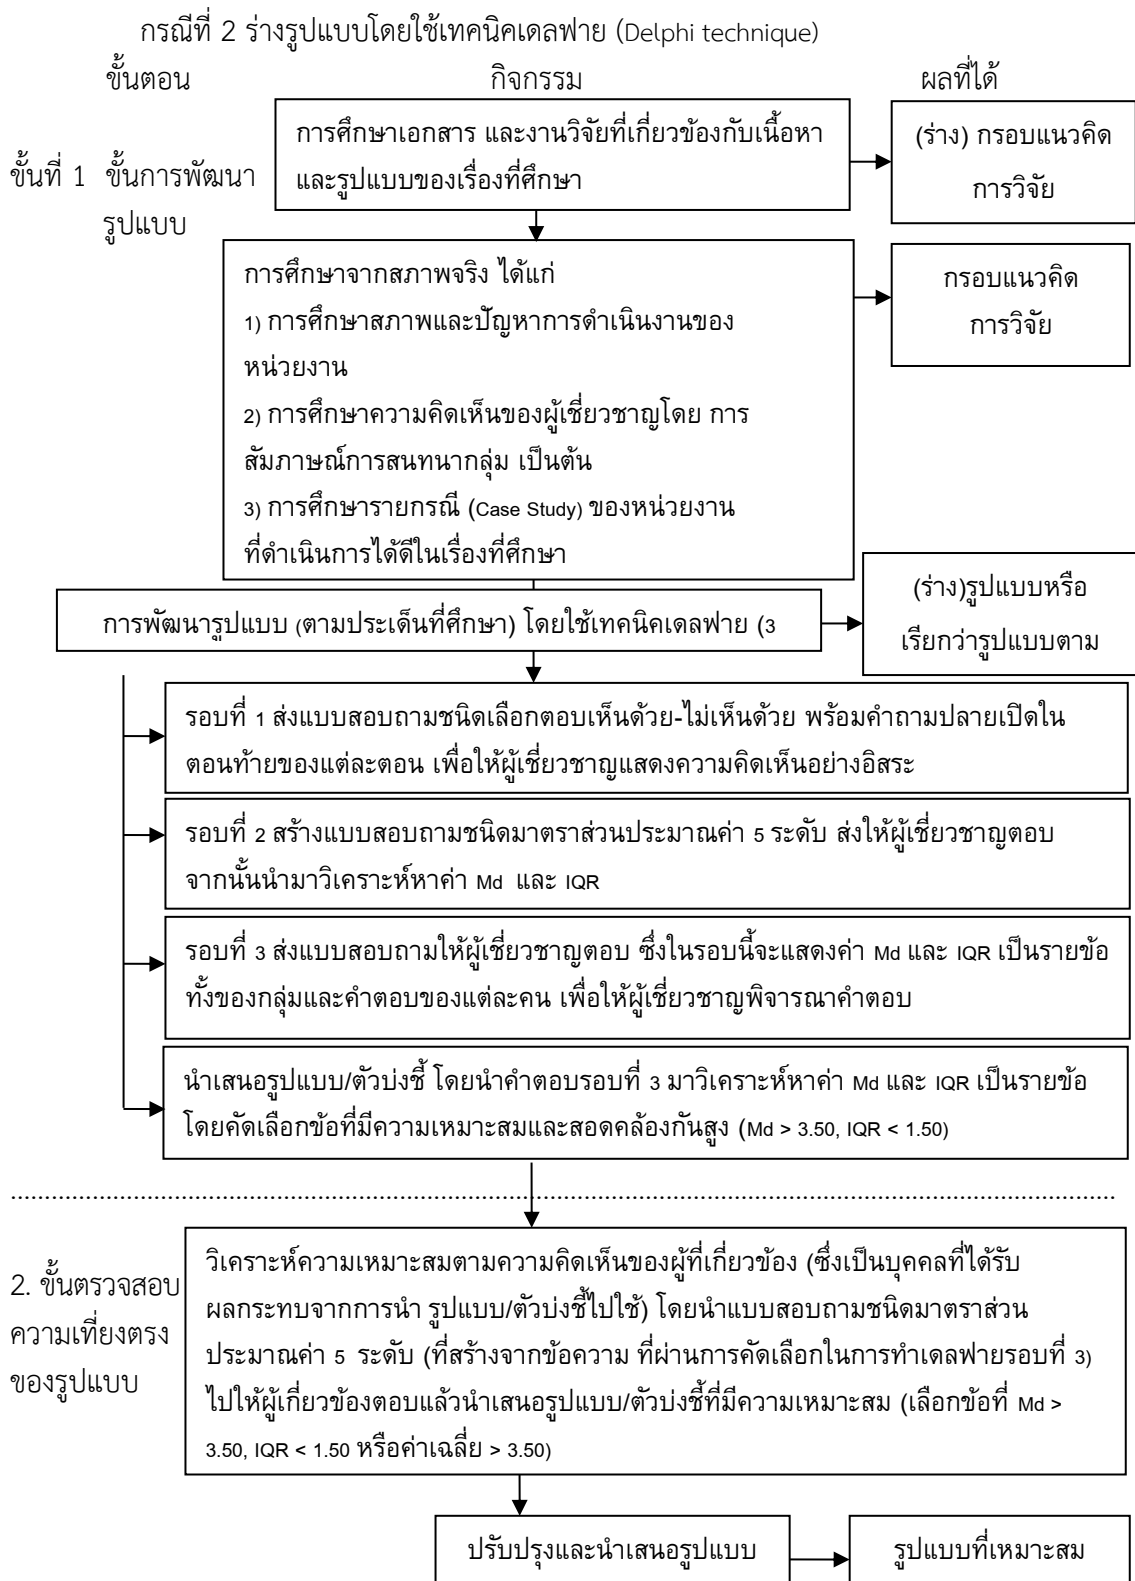 กรณีที่ 2 ร่างรูปแบบโดยใช้เทคนิคเดลฟาย (Delphi technique)
ขั้นตอน กิจกรรม ผลที่ได้
ขั้นที่ 1 ขั้นการพัฒนา
รูปแบบ
การศึกษาเอกสาร และงานวิจัยที่เกี่ยวข้องกับเนื้อหา
และรูปแบบของเรื่องที่ศึกษา
(ร่าง) กรอบแนวคิด
การวิจัย
การศึกษาจากสภาพจริง ได้แก่
1) การศึกษาสภาพและปัญหาการดำเนินงานของ
หน่วยงาน
2) การศึกษาความคิดเห็นของผู้เชี่ยวชาญโดย การ
สัมภาษณ์การสนทนากลุ่ม เป็นต้น
3) การศึกษารายกรณี (Case Study) ของหน่วยงาน
ที่ดำเนินการได้ดีในเรื่องที่ศึกษา
กรอบแนวคิด
การวิจัย
การพัฒนารูปแบบ (ตามประเด็นที่ศึกษา) โดยใช้เทคนิคเดลฟาย (3
(ร่าง)รูปแบบหรือ
เรียกว่ารูปแบบตาม
รอบที่ 1 ส่งแบบสอบถามชนิดเลือกตอบเห็นด้วย-ไม่เห็นด้วย พร้อมคำถามปลายเปิดใน
ตอนท้ายของแต่ละตอน เพื่อให้ผู้เชี่ยวชาญแสดงความคิดเห็นอย่างอิสระ
รอบที่ 2 สร้างแบบสอบถามชนิดมาตราส่วนประมาณค่า 5 ระดับ ส่งให้ผู้เชี่ยวชาญตอบ
จากนั้นนำมาวิเคราะห์หาค่า Md และ IQR
รอบที่ 3 ส่งแบบสอบถามให้ผู้เชี่ยวชาญตอบ ซึ่งในรอบนี้จะแสดงค่า Md และ IQR เป็นรายข้อ
ทั้งของกลุ่มและคำตอบของแต่ละคน เพื่อให้ผู้เชี่ยวชาญพิจารณาคำตอบ
นำเสนอรูปแบบ/ตัวบ่งชี้ โดยนำคำตอบรอบที่ 3 มาวิเคราะห์หาค่า Md และ IQR เป็นรายข้อ
โดยคัดเลือกข้อที่มีความเหมาะสมและสอดคล้องกันสูง (Md > 3.50, IQR < 1.50)
2. ขั้นตรวจสอบ
ความเที่ยงตรง
ของรูปแบบ
วิเคราะห์ความเหมาะสมตามความคิดเห็นของผู้ที่เกี่ยวข้อง (ซึ่งเป็นบุคคลที่ได้รับ
ผลกระทบจากการนำ รูปแบบ/ตัวบ่งชี้ไปใช้) โดยนำแบบสอบถามชนิดมาตราส่วน
ประมาณค่า 5 ระดับ (ที่สร้างจากข้อความ ที่ผ่านการคัดเลือกในการทำเดลฟายรอบที่ 3)
ไปให้ผู้เกี่ยวข้องตอบแล้วนำเสนอรูปแบบ/ตัวบ่งชี้ที่มีความเหมาะสม (เลือกข้อที่ Md >
3.50, IQR < 1.50 หรือค่าเฉลี่ย > 3.50)
ปรับปรุงและนำเสนอรูปแบบ
รูปแบบที่เหมาะสม